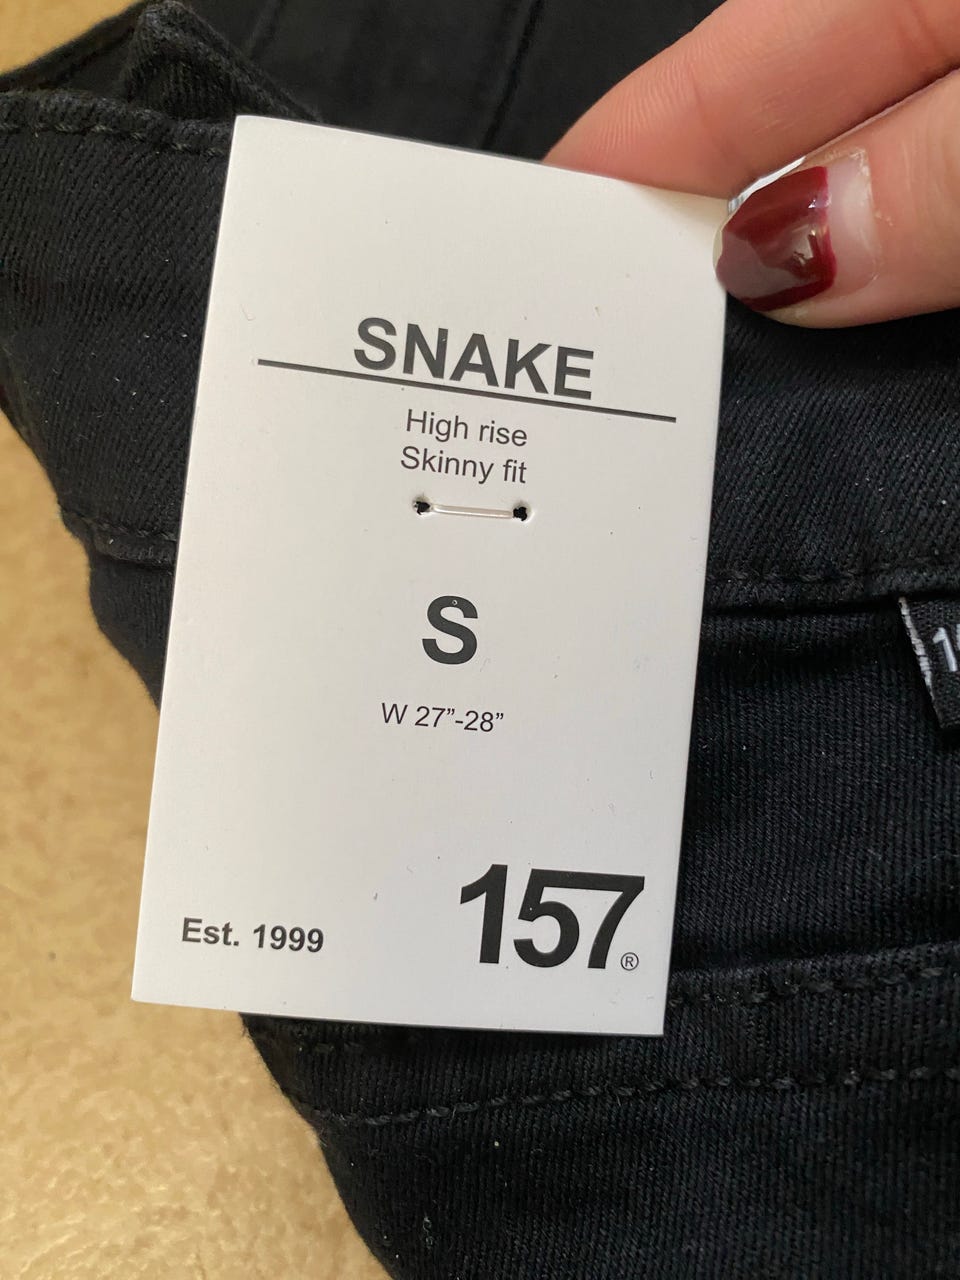 SNAKE
High rise
Skinny fit
S
W 27”-28”
Est. 1999
157®